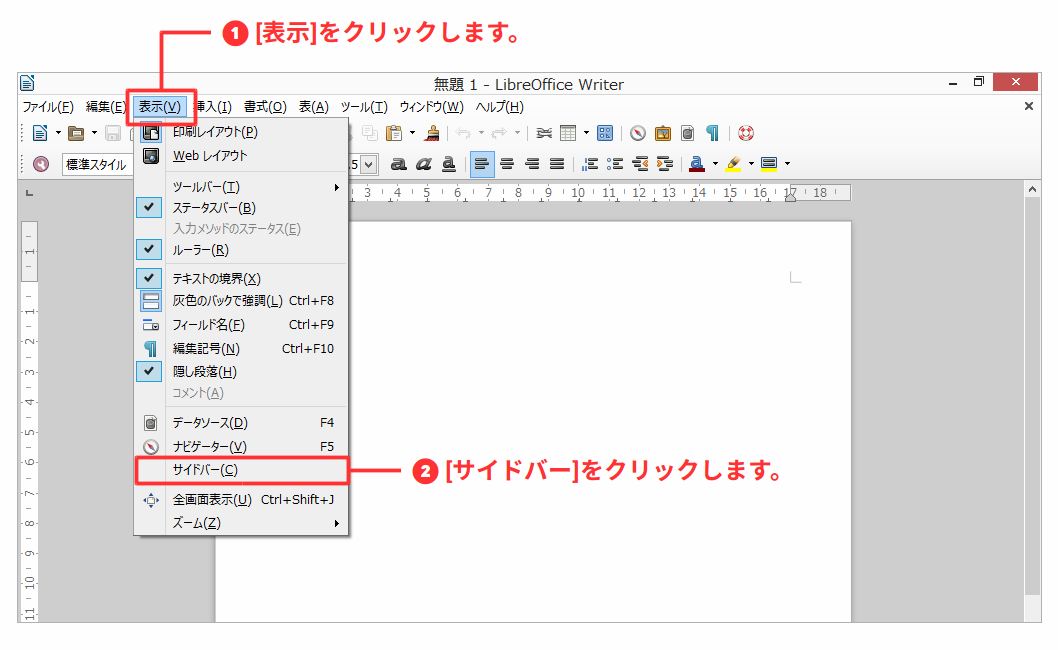 ❶ [表示]をクリックします。
無題 1 - LibreOffice Writer
ファイル(F) 編集(E) 表示(V) 挿入(I) 書式(O) 表(A) ツール(T) ウィンドウ(W) ヘルプ(H)
印刷レイアウト(P)
標準スタイル
Web レイアウト
ツールバー(T)
3 4 5 6 7 8 9 10 11 12 13 14 15 16 17 18
ステータスバー(B)
入力メソッドのステータス(E)
ルーラー(R)
テキストの境界(X)
灰色のバックで強調(L) Ctrl+F8
フィールド名(F) Ctrl+F9
編集記号(N) Ctrl+F10
隠し段落(H)
コメント(A)
データソース(D) F4
ナビゲーター(V) F5
サイドバー(C)
❷ [サイドバー]をクリックします。
全画面表示(U) Ctrl+Shift+J
ズーム(Z)
1
1
2
3
4
5
6
7
8
9
10
11